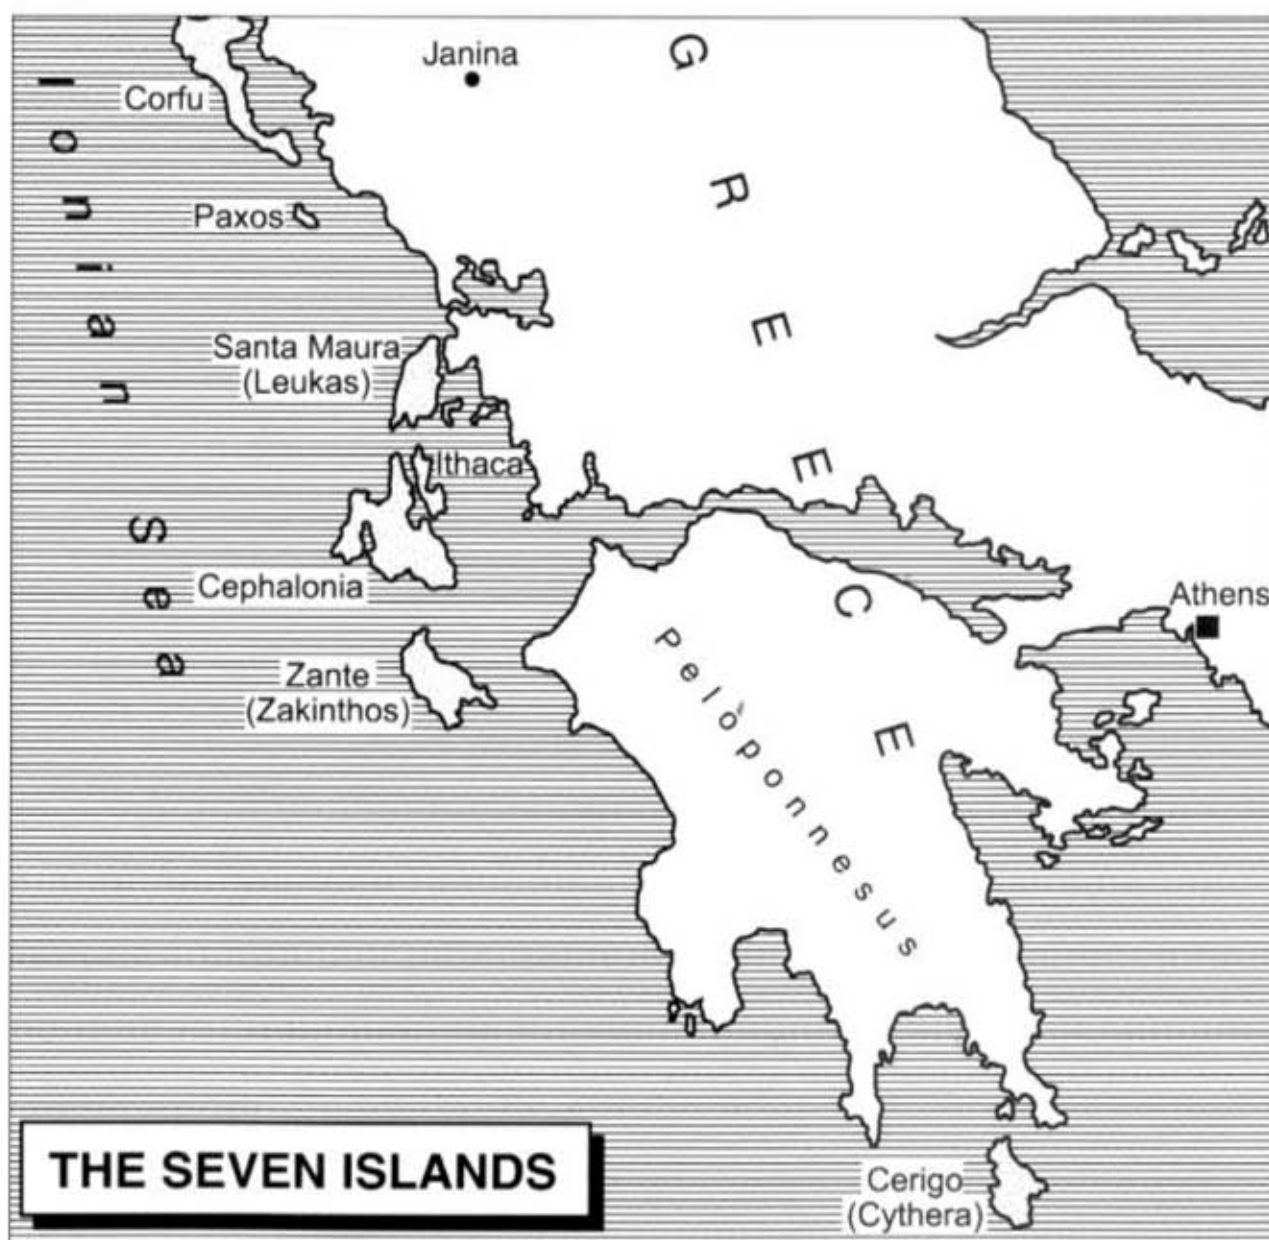 Janina
GREECE
Corfu
Ionian Sea
Paxos
Santa Maura
(Leukas)
Ithaca
Cephalonia
Athens
Zante
(Zakinthos)
Pelòponnesus
THE SEVEN ISLANDS
Cerigo
(Cythera)